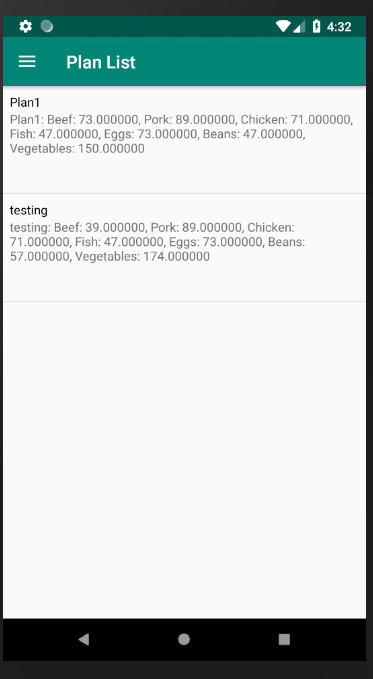 4:32
Plan List
Plan1
Plan1: Beef: 73.000000, Pork: 89.000000, Chicken: 71.000000,
Fish: 47.000000, Eggs: 73.000000, Beans: 47.000000,
Vegetables: 150.000000
testing
testing: Beef: 39.000000, Pork: 89.000000, Chicken:
71.000000, Fish: 47.000000, Eggs: 73.000000, Beans:
57.000000, Vegetables: 174.000000